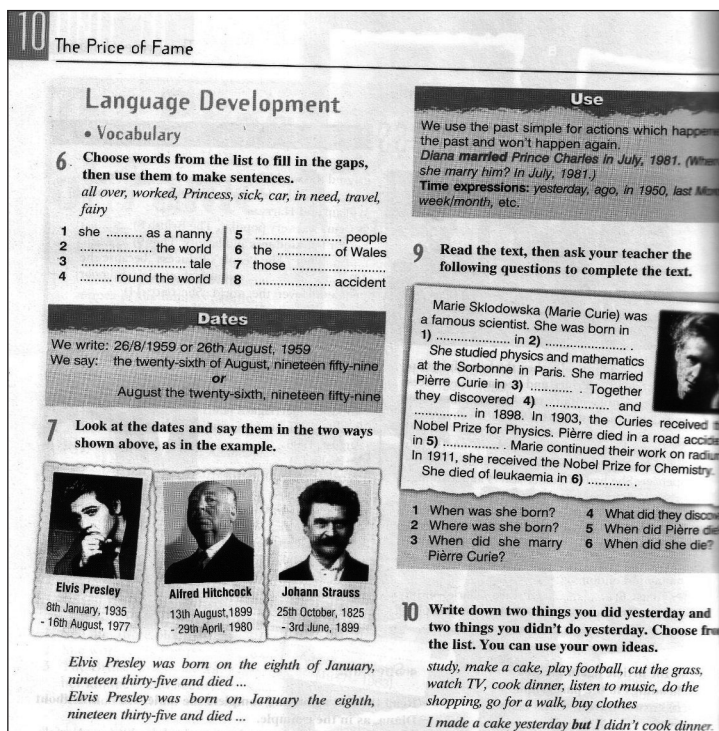 10
The Price of Fame
Language Development
• Vocabulary
6. Choose words from the list to fill in the gaps,
then use them to make sentences.
all over, worked, Princess, sick, car, in need, travel,
fairy
1 she .......... as a nanny
2 ..................... the world
3 ............................... tale
4 ......... round the world
5 ......................... people
6 the .............. of Wales
7 those ...........................
8 ..................... accident
Dates
We write: 26/8/1959 or 26th August, 1959
We say: the twenty-sixth of August, nineteen fifty-nine
or
August the twenty-sixth, nineteen fifty-nine
7 Look at the dates and say them in the two ways
shown above, as in the example.
Elvis Presley
8th January, 1935
- 16th August, 1977
Alfred Hitchcock
13th August,1899
- 29th April, 1980
Johann Strauss
25th October, 1825
- 3rd June, 1899
Elvis Presley was born on the eighth of January,
nineteen thirty-five and died ...
Elvis Presley was born on January the eighth,
nineteen thirty-five and died ...
Use
We use the past simple for actions which
the past and won't happen again.
Diana married Prince Charles in July, 1981.
she marry him? In July, 1981.)
Time expressions: yesterday, ago, in 1950, last
week/month, etc.
9 Read the text, then ask your teacher the
following questions to complete the text.
Marie Sklodowska (Marie Curie) was
a famous scientist. She was born in
1) .................... in 2) ..................... .
She studied physics and mathematics
at the Sorbonne in Paris. She married
Pièrre Curie in 3) ............ . Together
they discovered 4) ............... and
............... in 1898. In 1903, the Curies received
Nobel Prize for Physics. Pièrre died in a road
in 5) ............... . Marie continued their work on
In 1911, she received the Nobel Prize for Chemistry.
She died of leukaemia in 6) ............ .
1 When was she born?
2 Where was she born?
3 When did she marry
Pièrre Curie?
4 What did they
5 When did Pièrre
6 When did she die?
10 Write down two things you did yesterday and
two things you didn't do yesterday. Choose
the list. You can use your own ideas.
study, make a cake, play football, cut the grass,
watch TV, cook dinner, listen to music, do the
shopping, go for a walk, buy clothes
I made a cake yesterday but I didn't cook dinner.